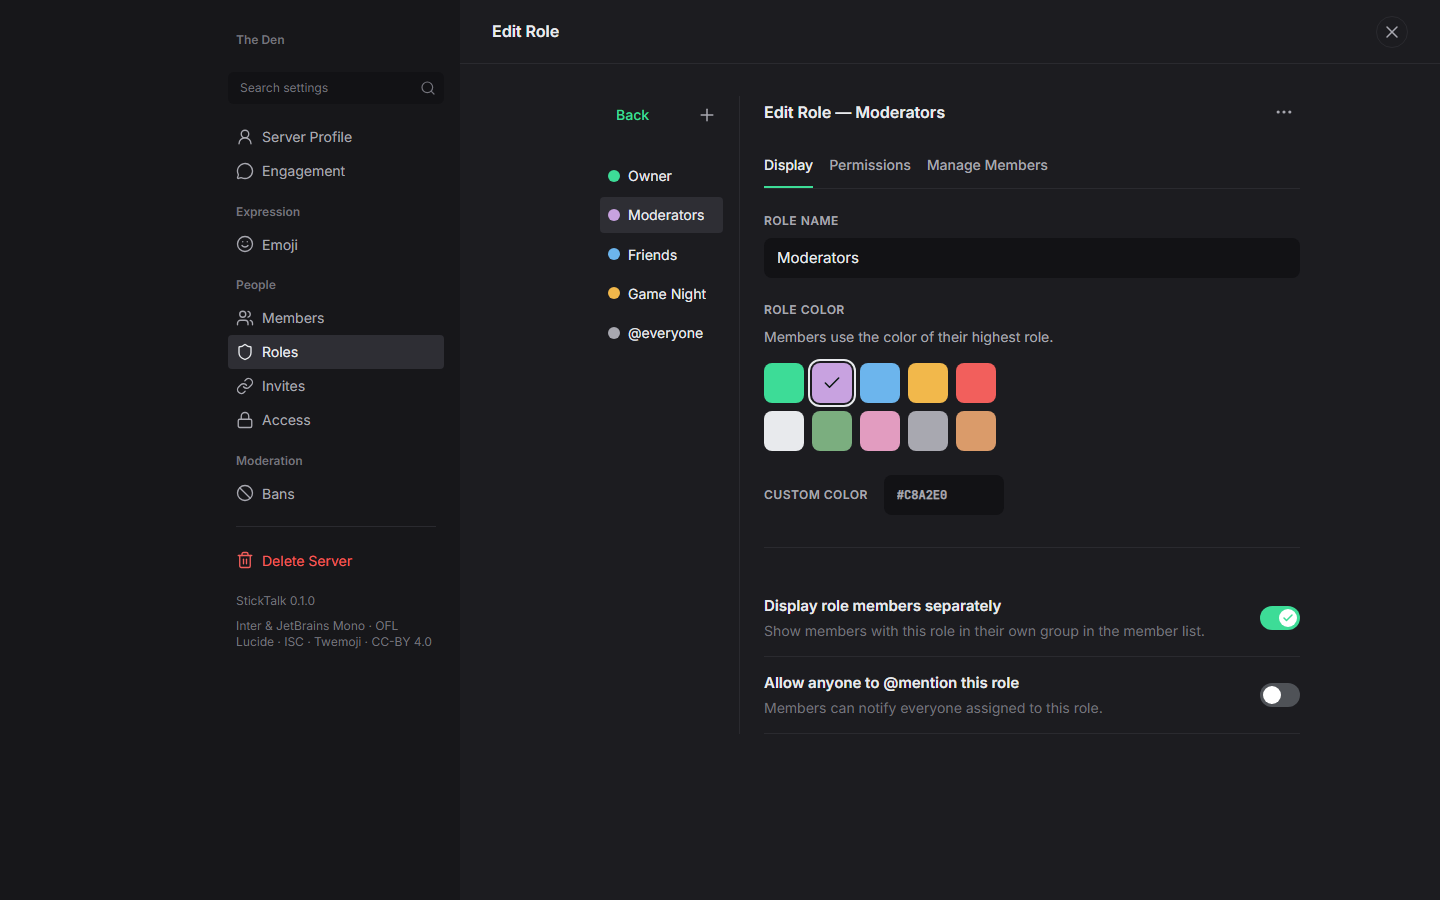 The Den
Search settings
Server Profile
Engagement
Expression
Emoji
People
Members
Roles
Invites
Access
Moderation
Bans
Delete Server
StickTalk 0.1.0
Inter & JetBrains Mono · OFL
Lucide · ISC · Twemoji · CC-BY 4.0
Edit Role
Back
Owner
Moderators
Friends
Game Night
@everyone
Edit Role — Moderators
Display Permissions Manage Members
ROLE NAME
Moderators
ROLE COLOR
Members use the color of their highest role.
CUSTOM COLOR #C8A2E0
Display role members separately
Show members with this role in their own group in the member list.
Allow anyone to @mention this role
Members can notify everyone assigned to this role.